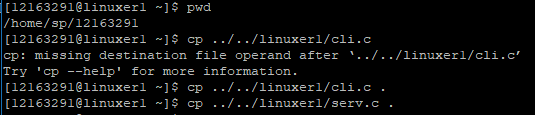 [12163291@linuxer1 ~]$ pwd
/home/sp/12163291
[12163291@linuxer1 ~]$ cp ../../linuxer1/cli.c
cp: missing destination file operand after ‘../../linuxer1/cli.c’
Try 'cp --help' for more information.
[12163291@linuxer1 ~]$ cp ../../linuxer1/cli.c .
[12163291@linuxer1 ~]$ cp ../../linuxer1/serv.c .